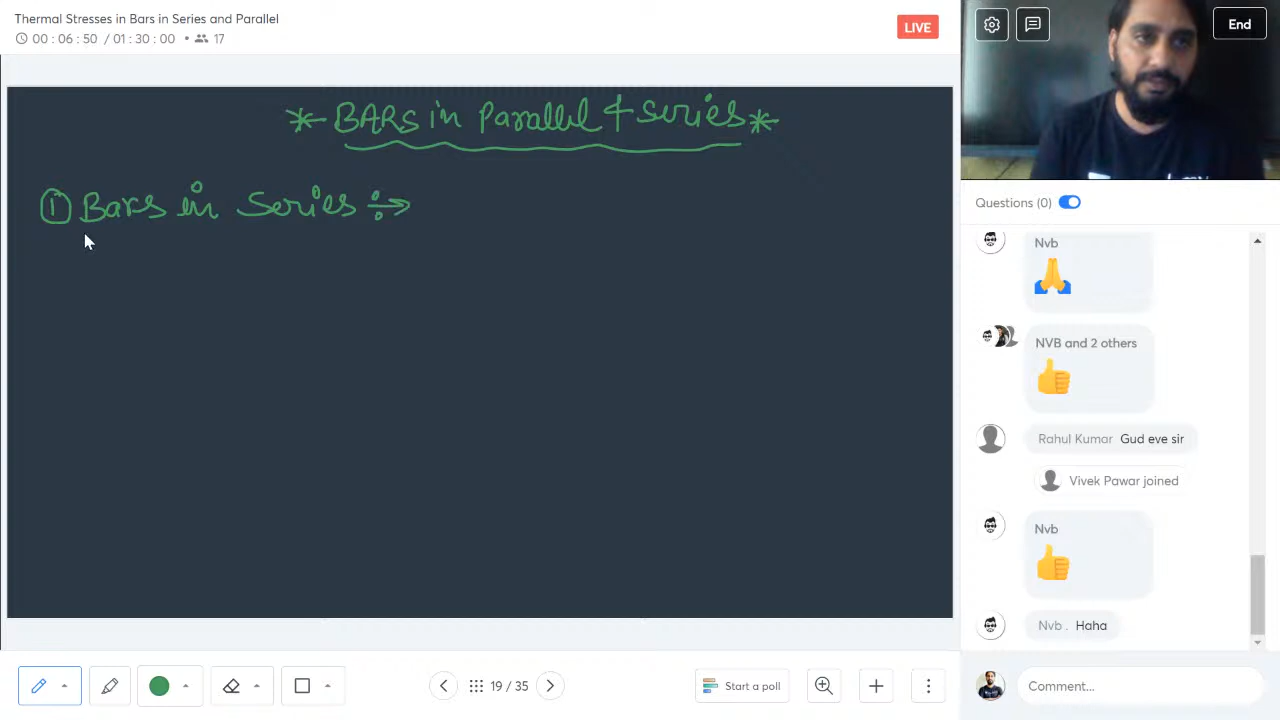 Thermal Stresses in Bars in Series and Parallel
00 : 06 : 50 / 01 : 30 : 00 • 17
LIVE
End
* BARs in Parallel & Series *
① Bars in Series ÷→
Questions (0)
Nvb
🙏
NVB and 2 others
👍
Rahul Kumar Gud eve sir
Vivek Pawar joined
Nvb
👍
Nvb . Haha
19 / 35
Start a poll
Comment...